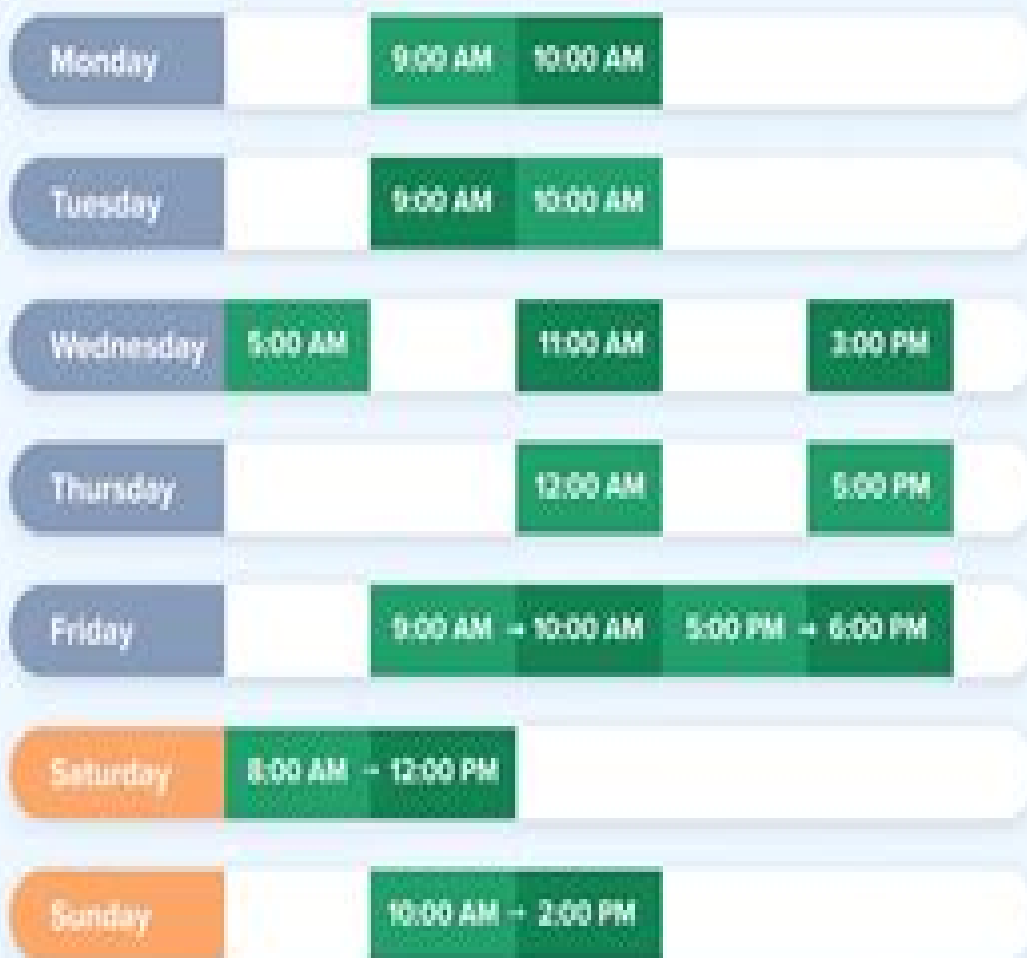 Monday 9:00 AM 10:00 AM
Tuesday 9:00 AM 10:00 AM
Wednesday 5:00 AM 11:00 AM 3:00 PM
Thursday 12:00 AM 5:00 PM
Friday 9:00 AM → 10:00 AM 5:00 PM → 6:00 PM
Saturday 8:00 AM → 12:00 PM
Sunday 10:00 AM → 2:00 PM